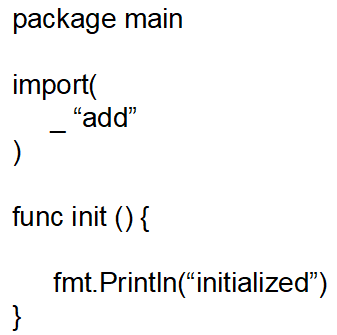 package main
import(
_ “add”
)
func init () {
fmt.Println(“initialized”)
}